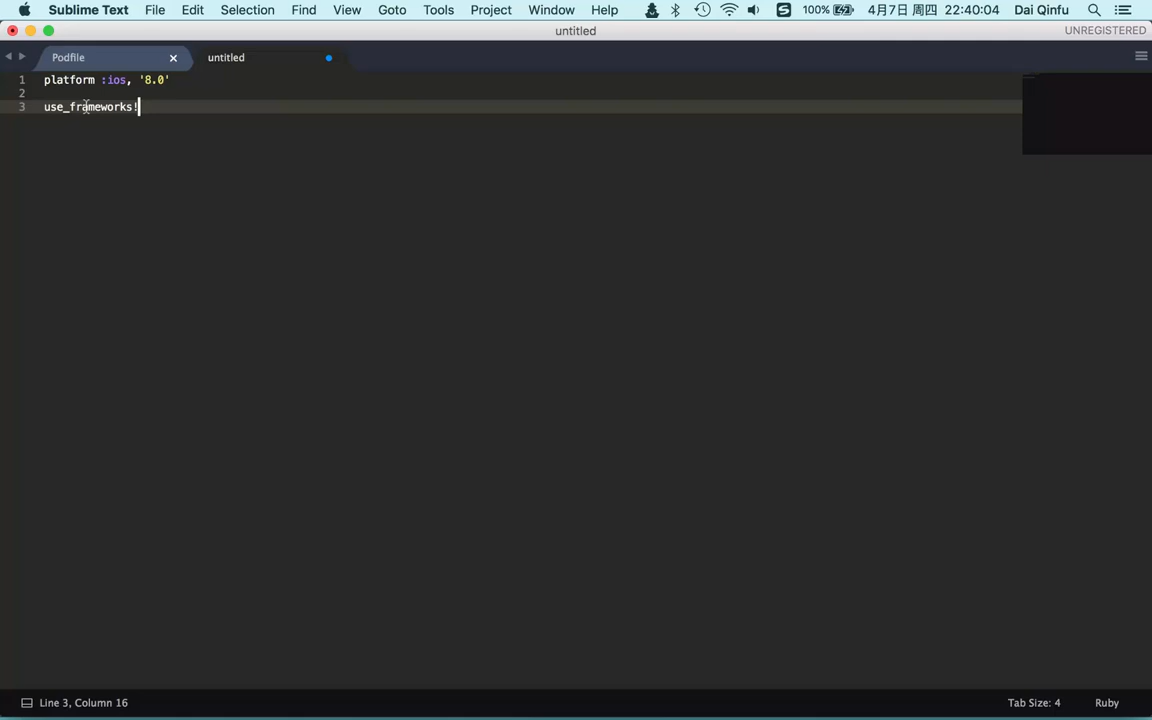 Sublime Text File Edit Selection Find View Goto Tools Project Window Help 100% 4月7日 周四 22:40:04 Dai Qinfu
untitled UNREGISTERED
Podfile untitled
1 platform :ios, '8.0'
2
3 use_frameworks!
Line 3, Column 16 Tab Size: 4 Ruby